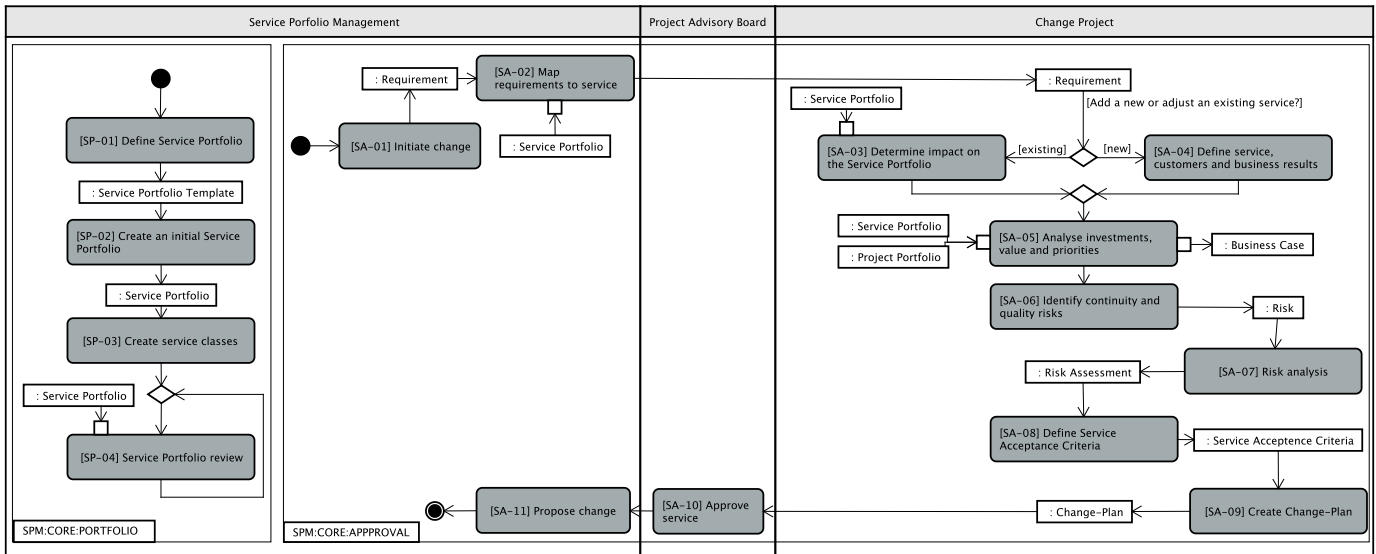 Service Porfolio Management
Project Advisory Board
Change Project
[SP-01] Define Service Portfolio
: Service Portfolio Template
[SP-02] Create an initial Service
Portfolio
: Service Portfolio
[SP-03] Create service classes
: Service Portfolio
[SP-04] Service Portfolio review
SPM:CORE:PORTFOLIO
: Requirement
[SA-02] Map
requirements to service
[SA-01] Initiate change
: Service Portfolio
: Requirement
[Add a new or adjust an existing service?]
: Service Portfolio
[SA-03] Determine impact on
the Service Portfolio
[existing]
[new]
[SA-04] Define service,
customers and business results
: Service Portfolio
: Project Portfolio
[SA-05] Analyse investments,
value and priorities
: Business Case
[SA-06] Identify continuity and
quality risks
: Risk
[SA-07] Risk analysis
: Risk Assessment
[SA-08] Define Service
Acceptance Criteria
: Service Acceptence Criteria
[SA-09] Create Change-Plan
: Change-Plan
[SA-10] Approve
service
[SA-11] Propose change
SPM:CORE:APPPROVAL